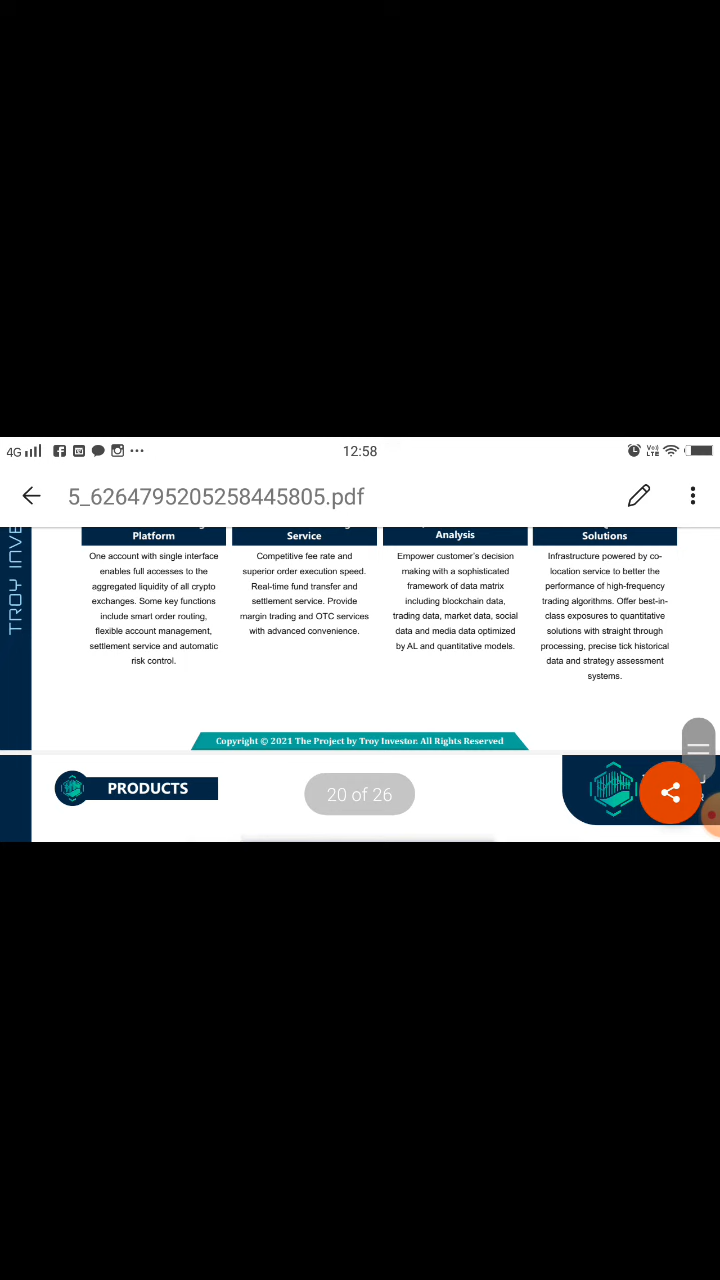 4G 12:58 VoLTE
5_6264795205258445805.pdf
TROY INVE
Platform
One account with single interface
enables full accesses to the
aggregated liquidity of all crypto
exchanges. Some key functions
include smart order routing,
flexible account management,
settlement service and automatic
risk control.
Service
Competitive fee rate and
superior order execution speed.
Real-time fund transfer and
settlement service. Provide
margin trading and OTC services
with advanced convenience.
Analysis
Empower customer's decision
making with a sophisticated
framework of data matrix
including blockchain data,
trading data, market data, social
data and media data optimized
by AL and quantitative models.
Solutions
Infrastructure powered by co-
location service to better the
performance of high-frequency
trading algorithms. Offer best-in-
class exposures to quantitative
solutions with straight through
processing, precise tick historical
data and strategy assessment
systems.
Copyright © 2021 The Project by Troy Investor. All Rights Reserved
PRODUCTS
20 of 26